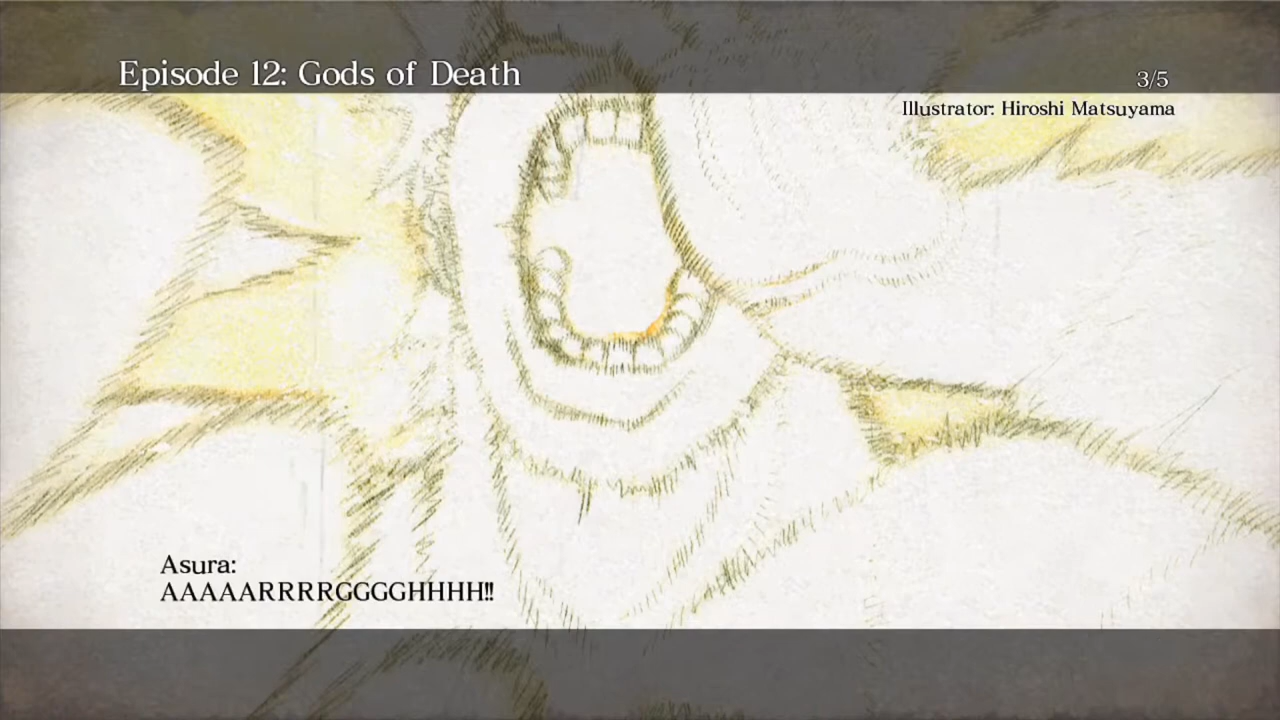 Episode 12: Gods of Death
3/5
Illustrator: Hiroshi Matsuyama
Asura:
AAAAARRRRGGGGHHHH!!